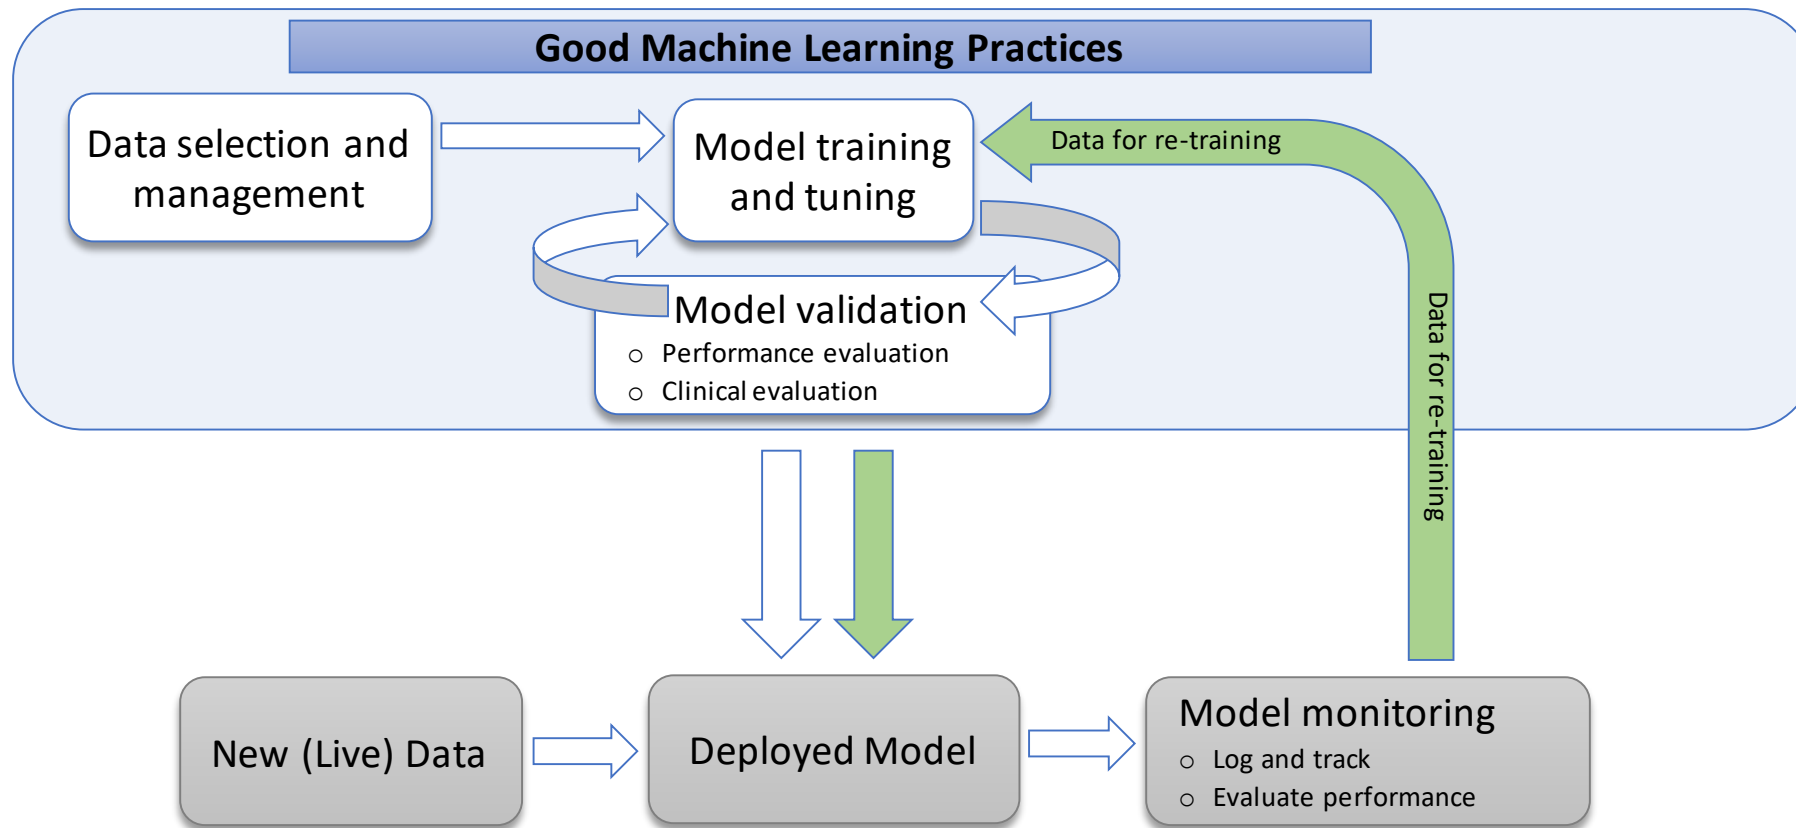 Good Machine Learning Practices
Data selection and
management
Model training
and tuning
Data for re-training
Model validation
o Performance evaluation
o Clinical evaluation
Data for re-training
New (Live) Data
Deployed Model
Model monitoring
o Log and track
o Evaluate performance